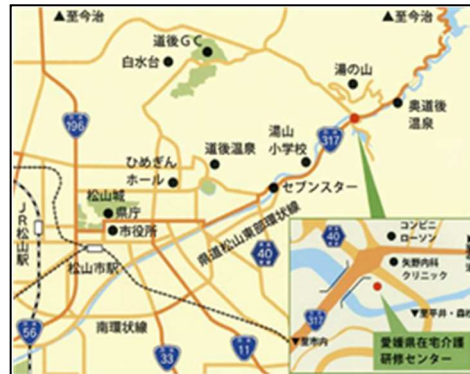 ▲至今治
▲至今治
道後GC
白水台
湯の山
奥道後
温泉
196
317
湯山
小学校
道後温泉
ひめぎん
ホール
セブンスター
松山城
県庁
市役所
JR松山駅
松山市駅
県道松山東部環状線
40
南環状線
56
33
11
40
コンビニ
ローソン
矢野内科
クリニック
317
▼至市内
▼至平井・森松
愛媛県在宅介護
研修センター